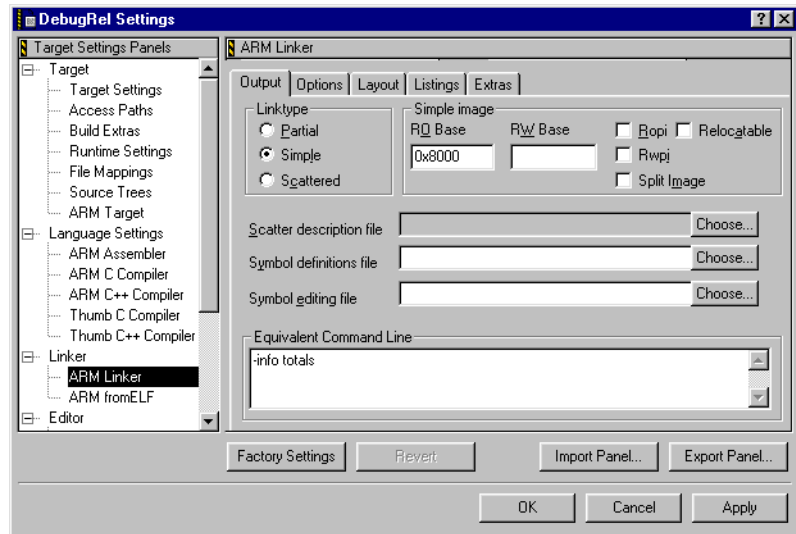 DebugRel Settings
Target Settings Panels
Target
Target Settings
Access Paths
Build Extras
Runtime Settings
File Mappings
Source Trees
ARM Target
Language Settings
ARM Assembler
ARM C Compiler
ARM C++ Compiler
Thumb C Compiler
Thumb C++ Compiler
Linker
ARM Linker
ARM fromELF
Editor
ARM Linker
Output Options Layout Listings Extras
Linktype
Partial
Simple
Scattered
Simple image
RO Base RW Base Ropi Relocatable
0x8000 Rwpi
Split Image
Scatter description file Choose...
Symbol definitions file Choose...
Symbol editing file Choose...
Equivalent Command Line
-info totals
Factory Settings Revert Import Panel... Export Panel...
OK Cancel Apply